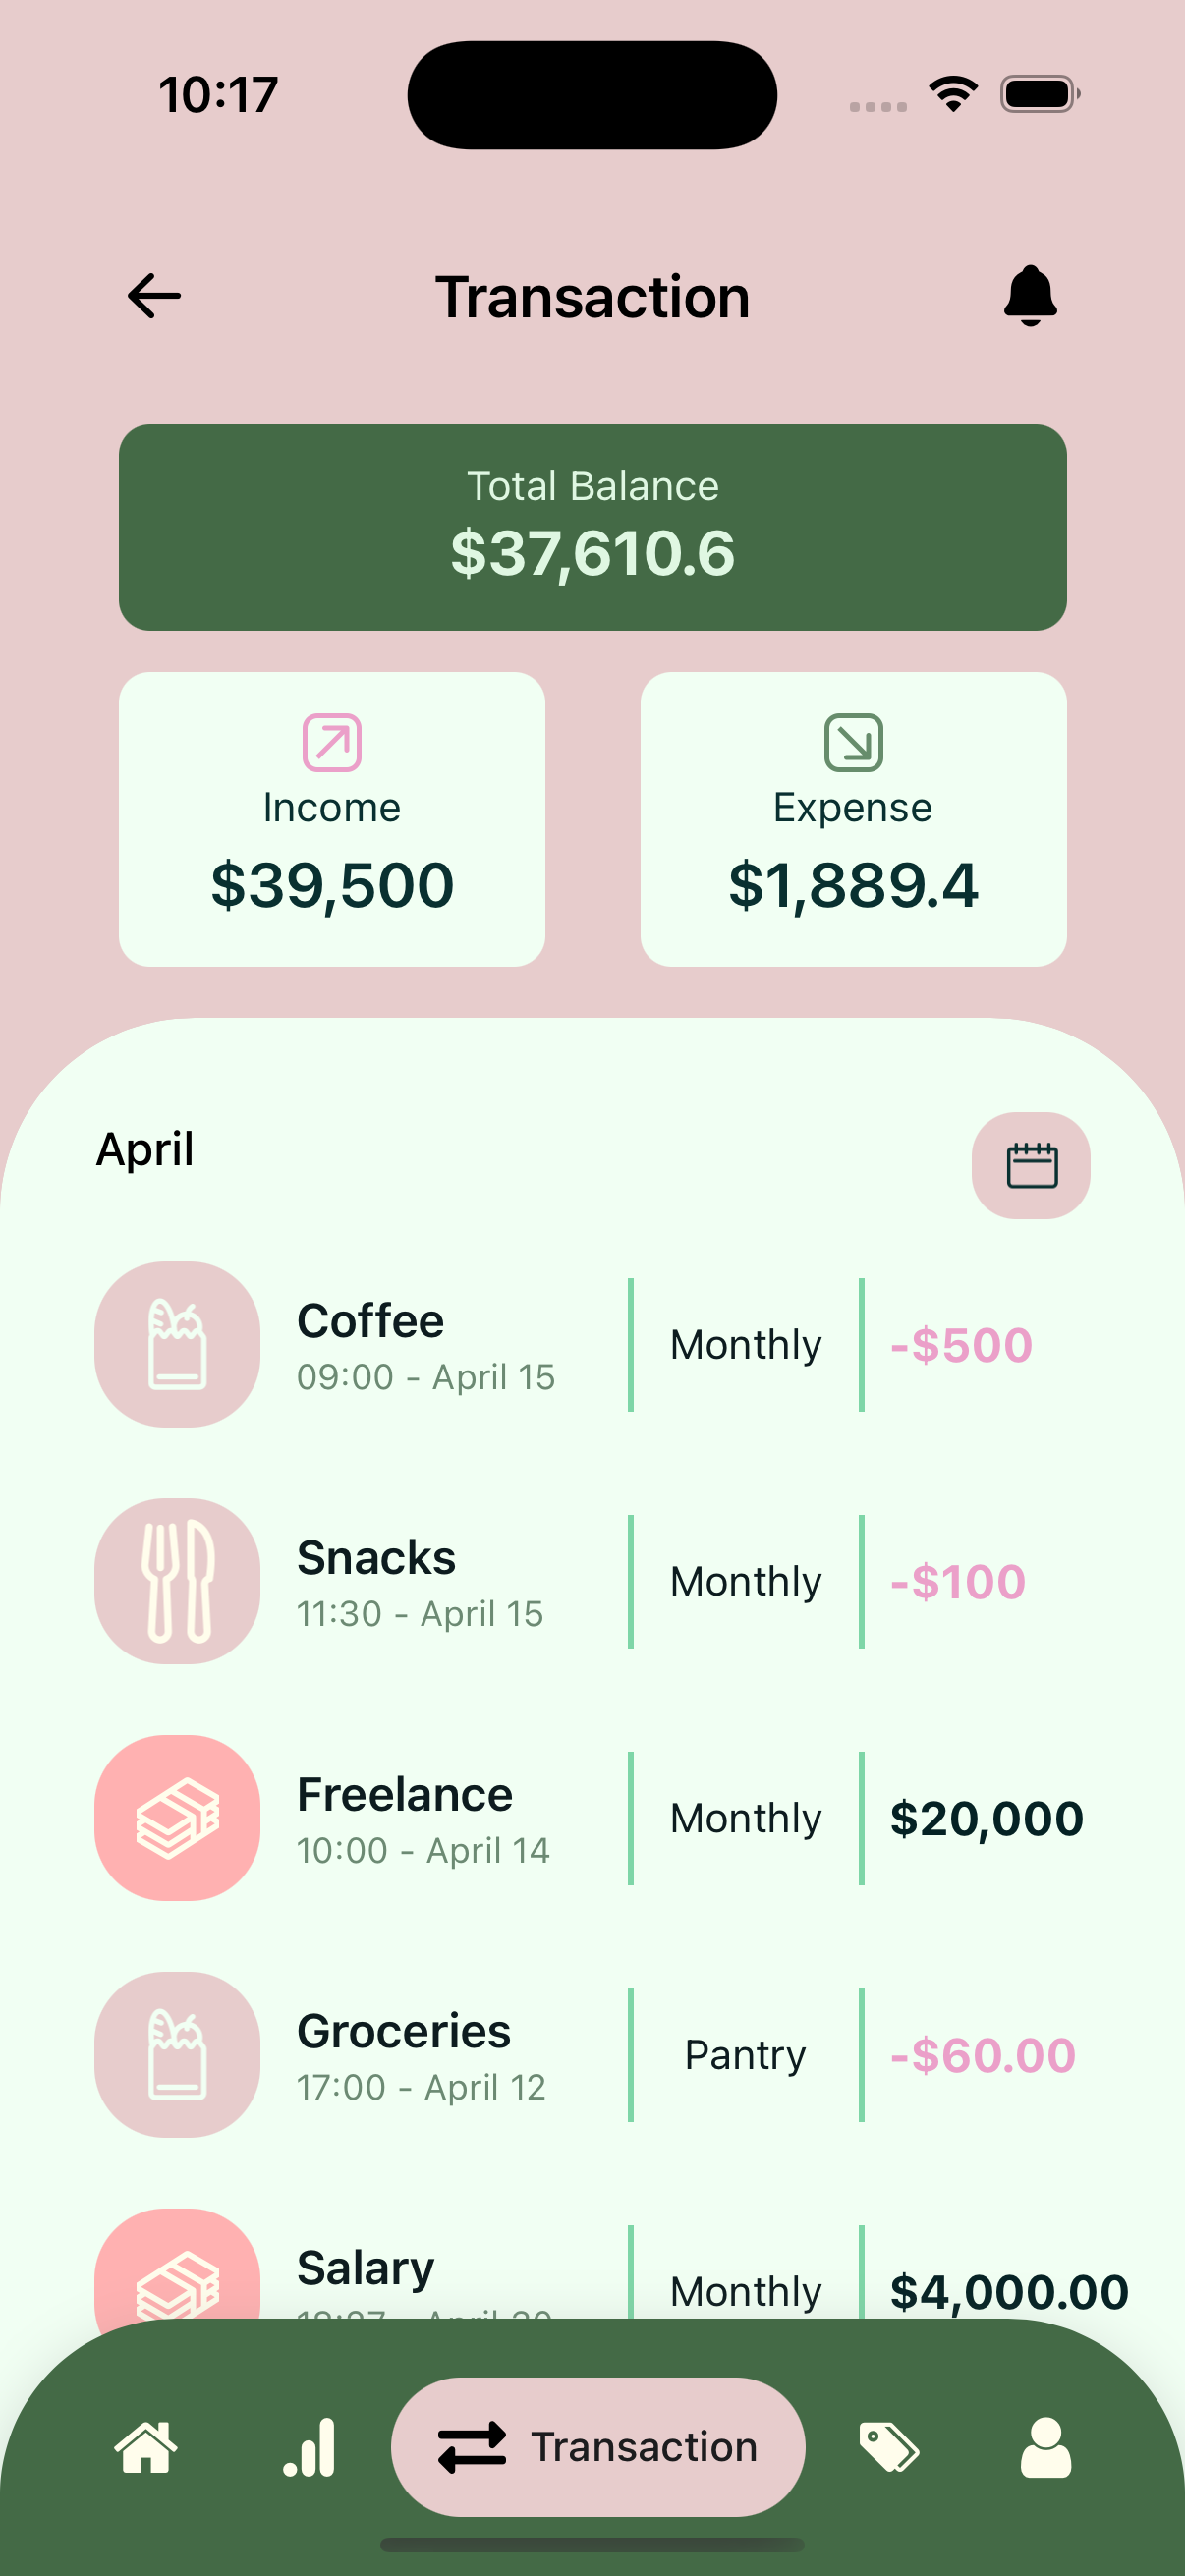 10:17
Transaction
Total Balance
$37,610.6
Income
$39,500
Expense
$1,889.4
April
Coffee
09:00 - April 15
Monthly
-$500
Snacks
11:30 - April 15
Monthly
-$100
Freelance
10:00 - April 14
Monthly
$20,000
Groceries
17:00 - April 12
Pantry
-$60.00
Salary
Monthly
$4,000.00
Transaction